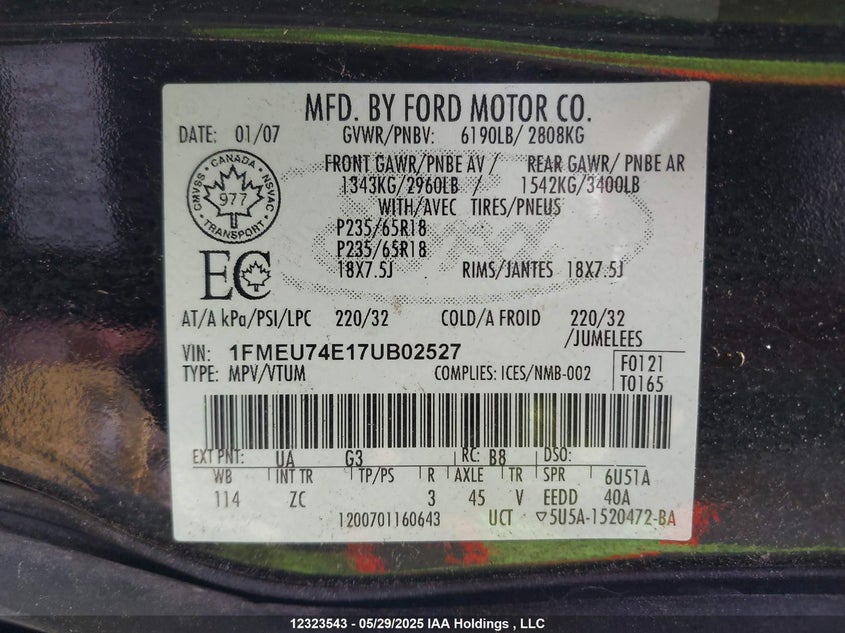 MFD. BY FORD MOTOR CO.
DATE: 01/07 GVWR/PNBV: 6190LB/ 2808KG
FRONT GAWR/PNBE AV / REAR GAWR/ PNBE AR
1343KG/2960LB / 1542KG/3400LB
WITH/AVEC TIRES/PNEUS
P235/65R18
P235/65R18
18X7.5J RIMS/JANTES 18X7.5J
CMVSS · CANADA · NSVAC
977
TRANSPORT
EC
AT/A kPa/PSI/LPC 220/32 COLD/A FROID 220/32
/JUMELEES
VIN: 1FMEU74E17UB02527
TYPE: MPV/VTUM COMPLIES: ICES/NMB-002
F0121
T0165
EXT PNT: UA G3 RC: B8 DSO:
WB INT TR TP/PS R AXLE TR SPR 6U51A
114 ZC 3 45 V EEDD 40A
1200701160643 UCT ▽5U5A-1520472-BA
12323543 - 05/29/2025 IAA Holdings , LLC